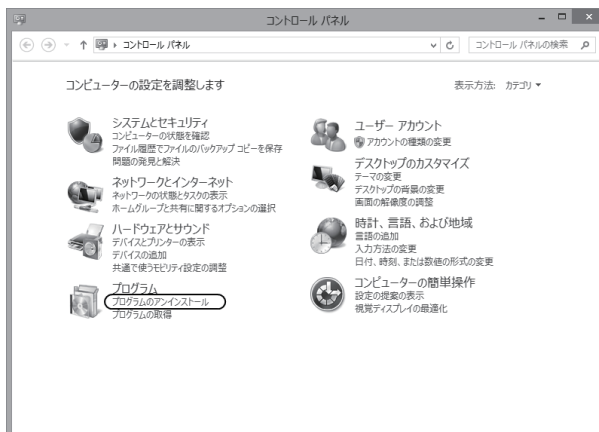 コントロール パネル
コントロール パネル
コントロール パネルの検索
コンピューターの設定を調整します
表示方法: カテゴリ
システムとセキュリティ
コンピューターの状態を確認
ファイル履歴でファイルのバックアップ コピーを保存
問題の発見と解決
ネットワークとインターネット
ネットワークの状態とタスクの表示
ホームグループと共有に関するオプションの選択
ハードウェアとサウンド
デバイスとプリンターの表示
デバイスの追加
共通で使うモビリティ設定の調整
プログラム
プログラムのアンインストール
プログラムの取得
ユーザー アカウント
アカウントの種類の変更
デスクトップのカスタマイズ
テーマの変更
デスクトップの背景の変更
画面の解像度の調整
時計、言語、および地域
言語の追加
入力方法の変更
日付、時刻、または数値の形式の変更
コンピューターの簡単操作
設定の提案の表示
視覚ディスプレイの最適化